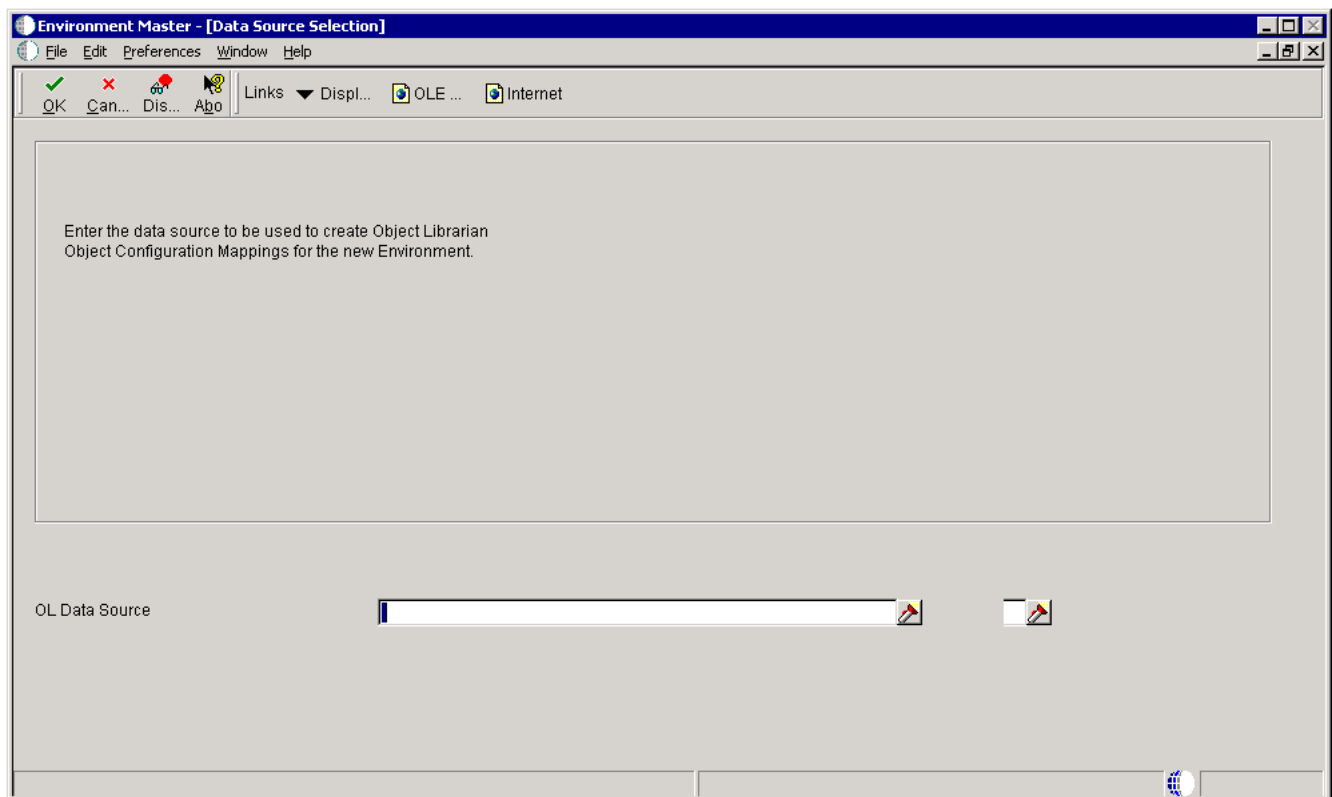 Environment Master - [Data Source Selection]
File Edit Preferences Window Help
OK Can... Dis... Abo Links Displ... OLE ... Internet
Enter the data source to be used to create Object Librarian
Object Configuration Mappings for the new Environment.
OL Data Source